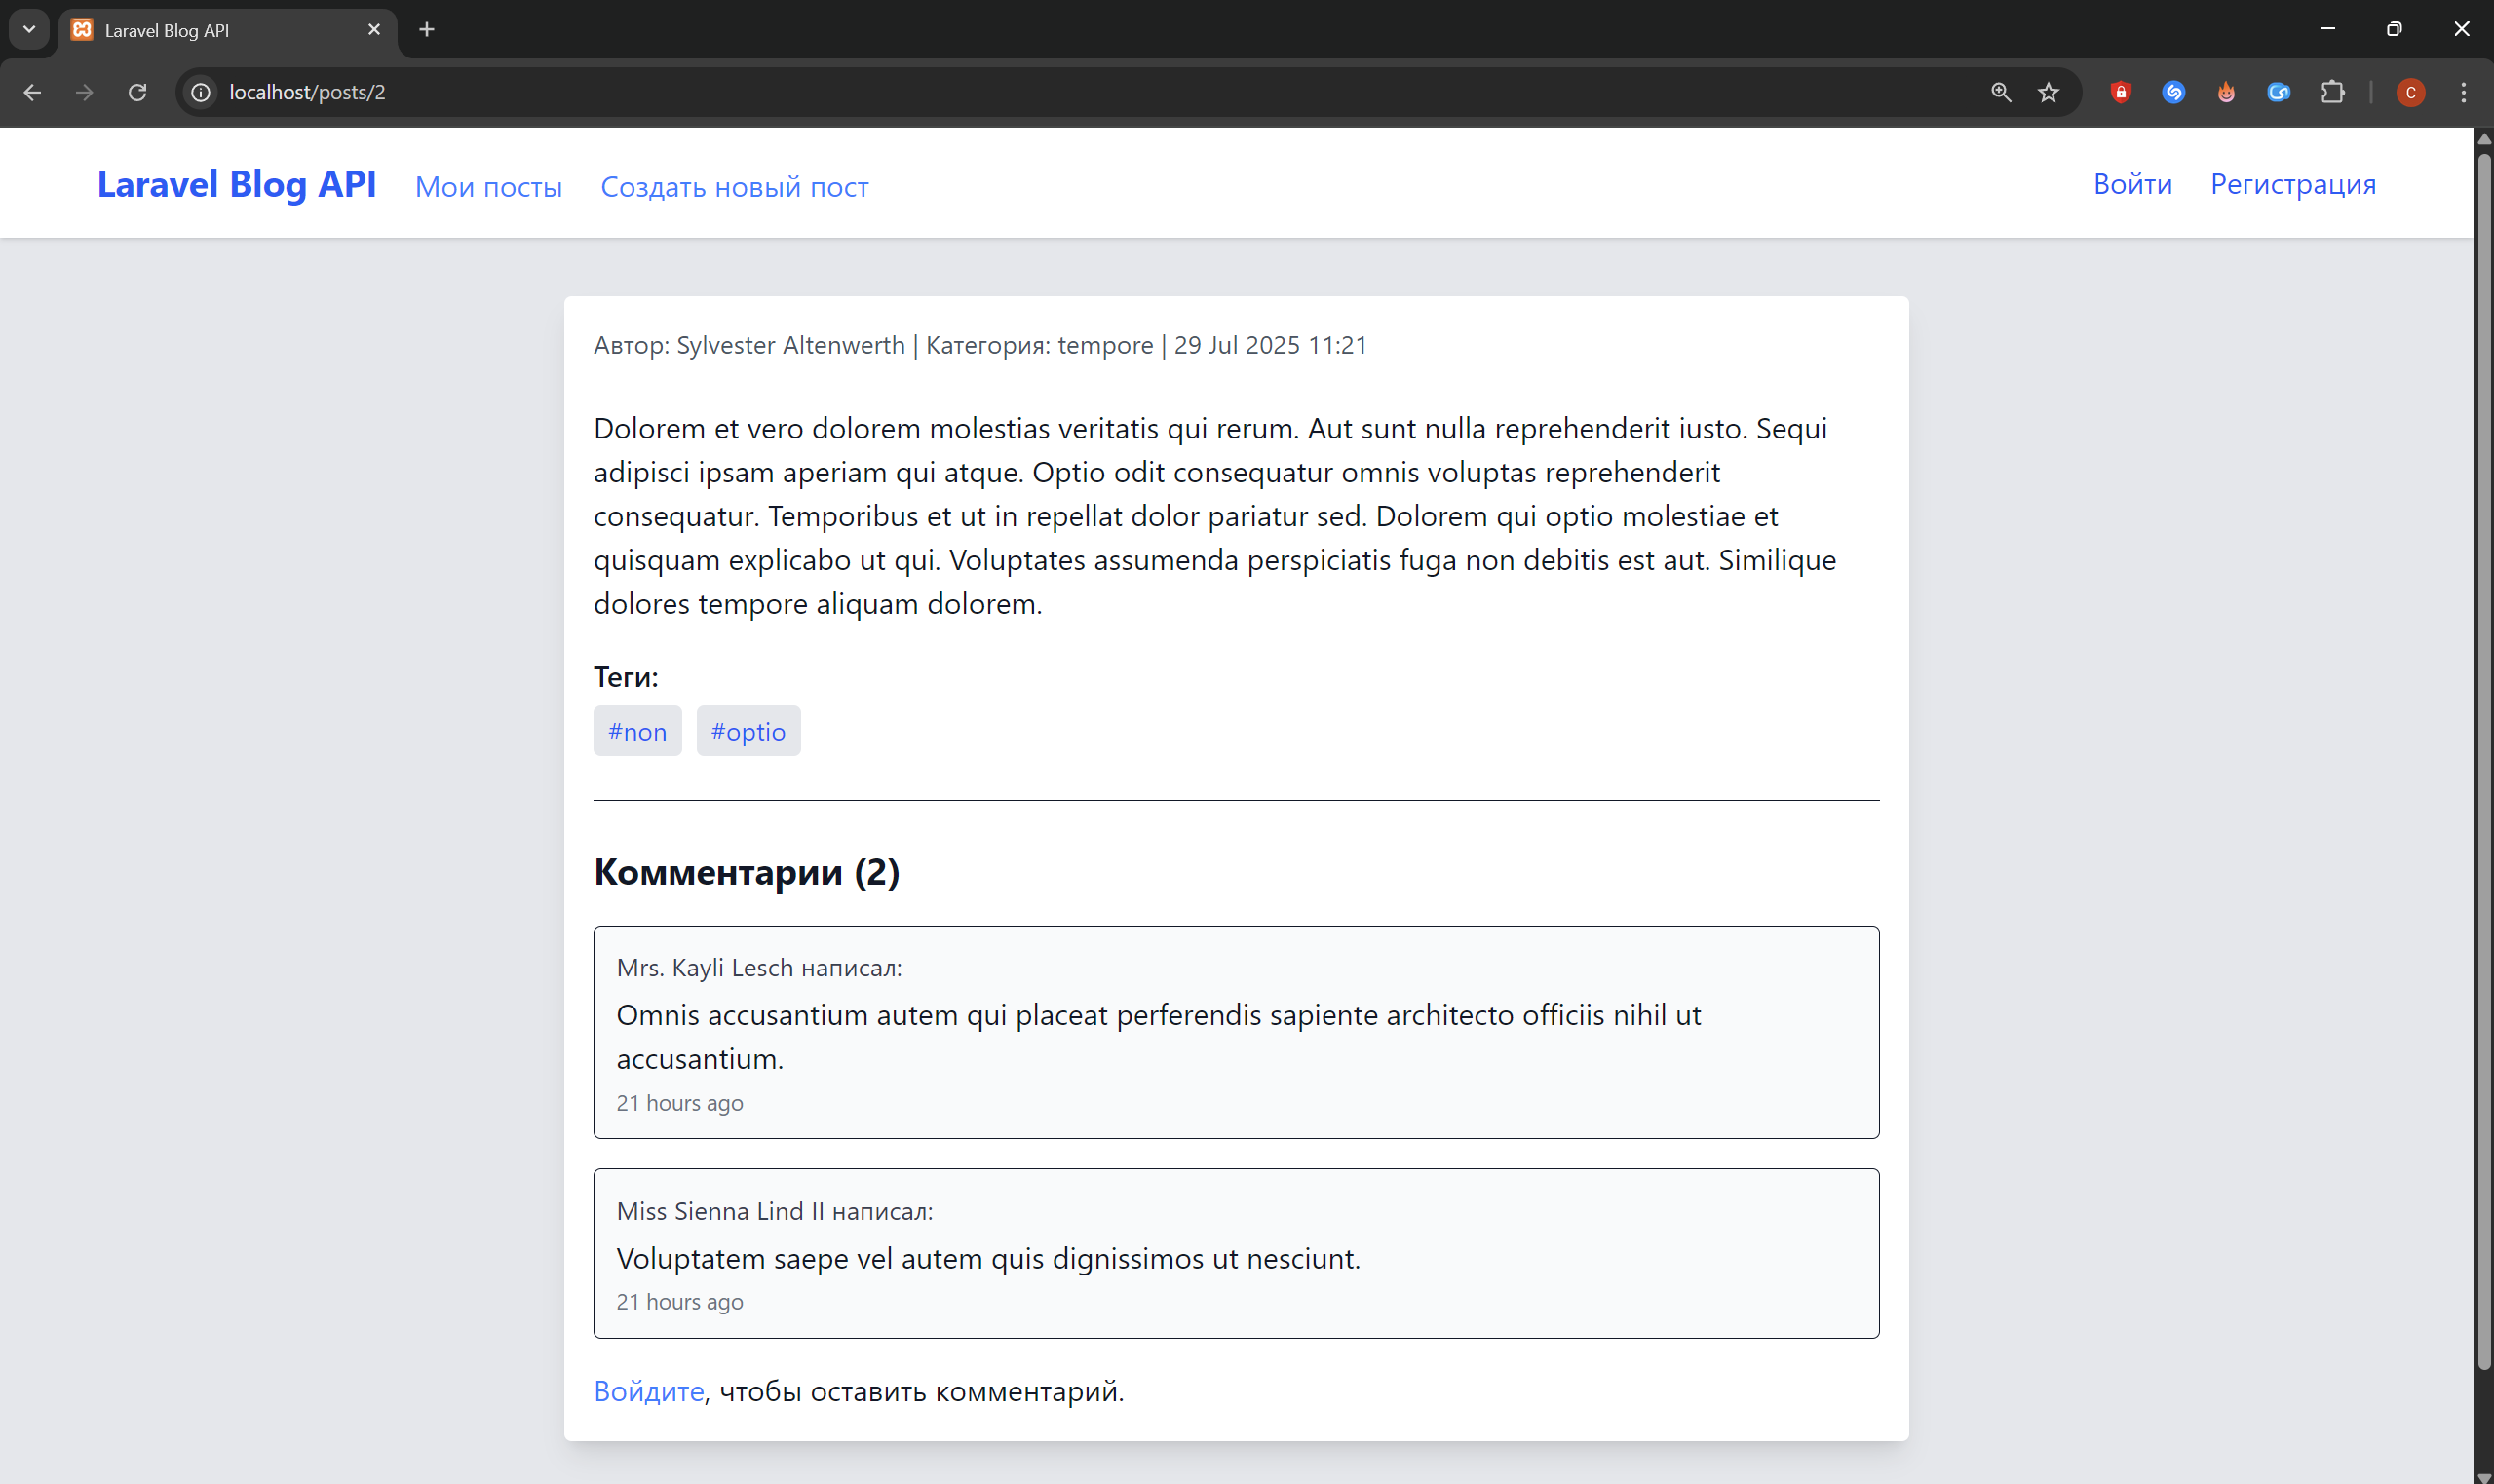 Laravel Blog API
localhost/posts/2
C
Laravel Blog API Мои посты Создать новый пост Войти Регистрация
Автор: Sylvester Altenwerth | Категория: tempore | 29 Jul 2025 11:21
Dolorem et vero dolorem molestias veritatis qui rerum. Aut sunt nulla reprehenderit iusto. Sequi
adipisci ipsam aperiam qui atque. Optio odit consequatur omnis voluptas reprehenderit
consequatur. Temporibus et ut in repellat dolor pariatur sed. Dolorem qui optio molestiae et
quisquam explicabo ut qui. Voluptates assumenda perspiciatis fuga non debitis est aut. Similique
dolores tempore aliquam dolorem.
Теги:
#non #optio
Комментарии (2)
Mrs. Kayli Lesch написал:
Omnis accusantium autem qui placeat perferendis sapiente architecto officiis nihil ut
accusantium.
21 hours ago
Miss Sienna Lind II написал:
Voluptatem saepe vel autem quis dignissimos ut nesciunt.
21 hours ago
Войдите, чтобы оставить комментарий.